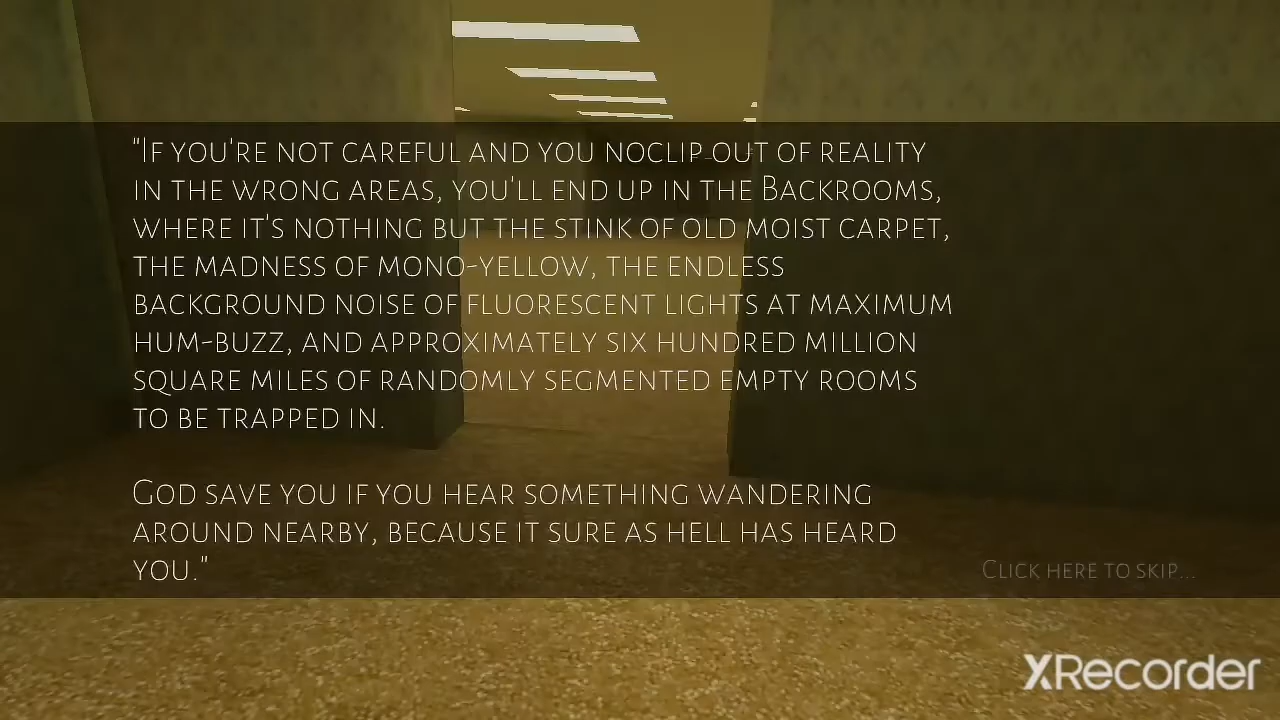 "If you're not careful and you noclip out of reality
in the wrong areas, you'll end up in the Backrooms,
where it's nothing but the stink of old moist carpet,
the madness of mono-yellow, the endless
background noise of fluorescent lights at maximum
hum-buzz, and approximately six hundred million
square miles of randomly segmented empty rooms
to be trapped in.
God save you if you hear something wandering
around nearby, because it sure as hell has heard
you."
Click here to skip...
XRecorder